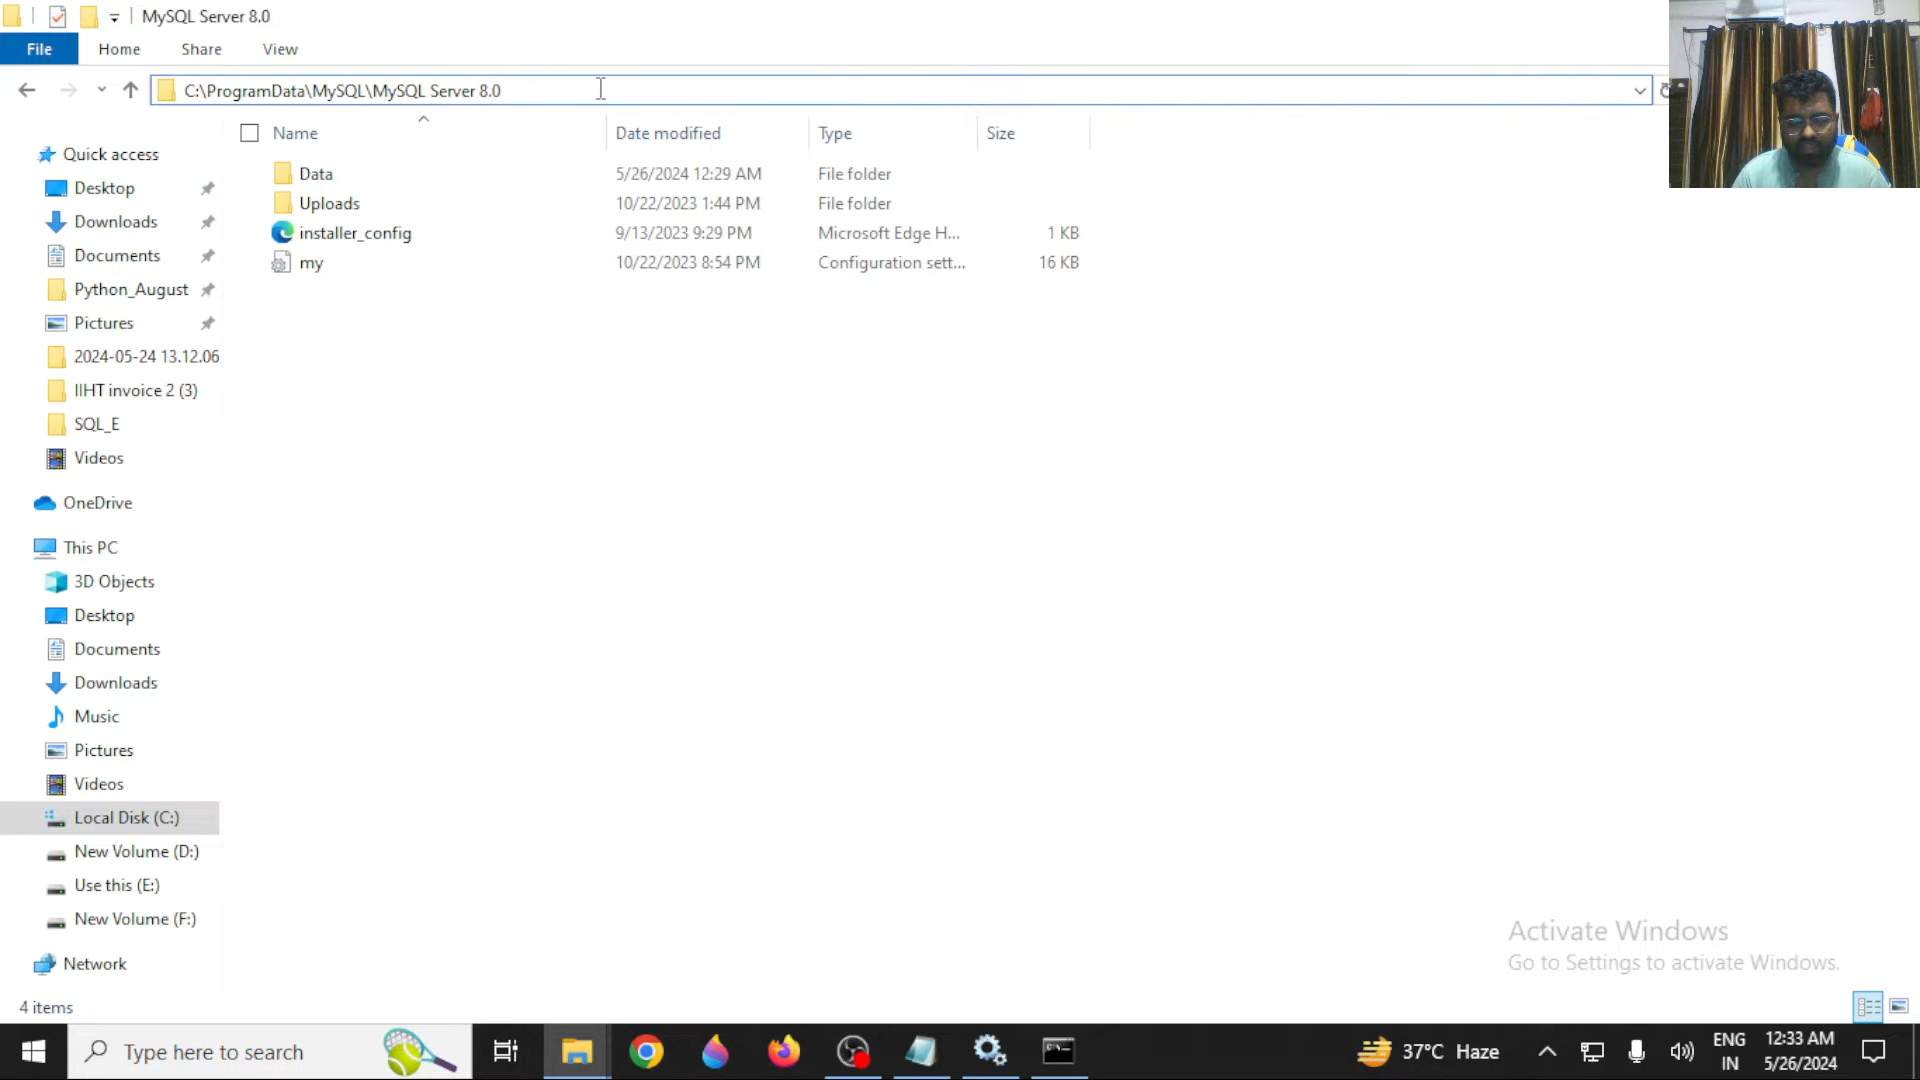 MySQL Server 8.0
File Home Share View
C:\ProgramData\MySQL\MySQL Server 8.0
Name Date modified Type Size
Data 5/26/2024 12:29 AM File folder
Uploads 10/22/2023 1:44 PM File folder
installer_config 9/13/2023 9:29 PM Microsoft Edge H... 1 KB
my 10/22/2023 8:54 PM Configuration sett... 16 KB
Quick access
Desktop
Downloads
Documents
Python_August
Pictures
2024-05-24 13.12.06
IIHT invoice 2 (3)
SQL_E
Videos
OneDrive
This PC
3D Objects
Desktop
Documents
Downloads
Music
Pictures
Videos
Local Disk (C:)
New Volume (D:)
Use this (E:)
New Volume (F:)
Network
Activate Windows
Go to Settings to activate Windows.
4 items
Type here to search
37°C Haze
ENG
IN
12:33 AM
5/26/2024